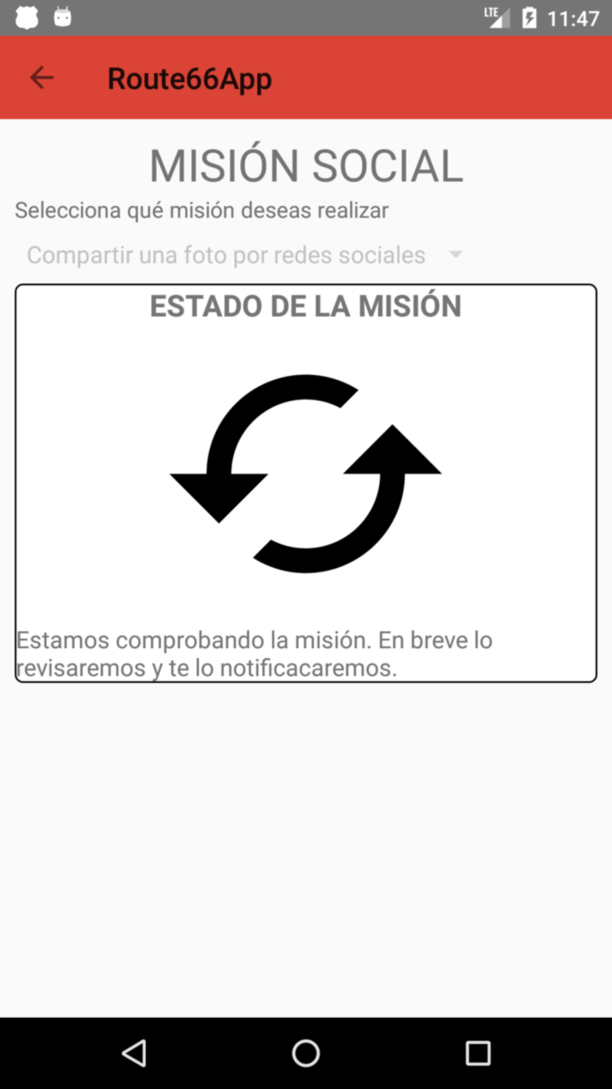 LTE 11:47
Route66App
MISIÓN SOCIAL
Selecciona qué misión deseas realizar
Compartir una foto por redes sociales
ESTADO DE LA MISIÓN
Estamos comprobando la misión. En breve lo
revisaremos y te lo notificacaremos.